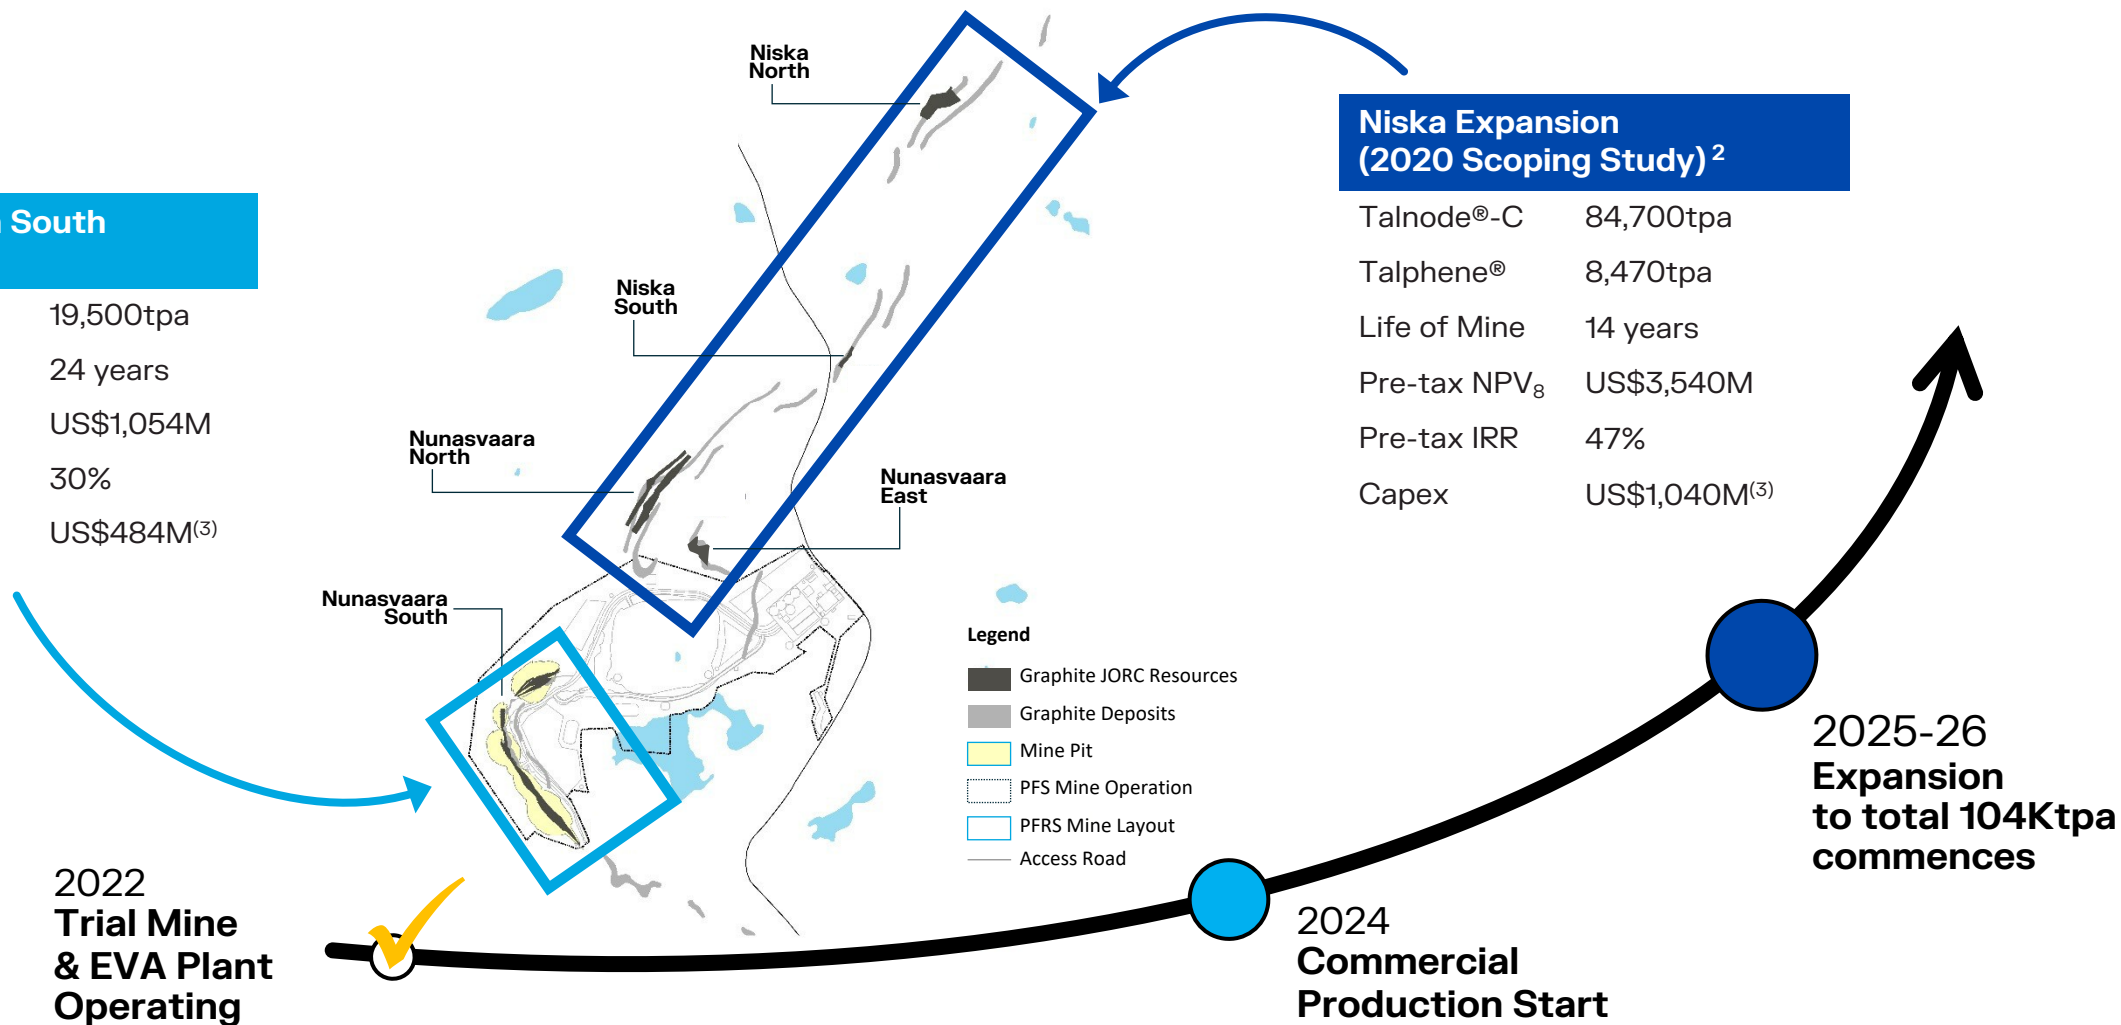 South
19,500tpa
24 years
US$1,054M
30%
US$484M(3)
Niska
North
Niska
South
Nunasvaara
North
Nunasvaara
East
Nunasvaara
South
Niska Expansion
(2020 Scoping Study) 2
Talnode®-C 84,700tpa
Talphene® 8,470tpa
Life of Mine 14 years
Pre-tax NPV8 US$3,540M
Pre-tax IRR 47%
Capex US$1,040M(3)
Legend
Graphite JORC Resources
Graphite Deposits
Mine Pit
PFS Mine Operation
PFRS Mine Layout
Access Road
2022
Trial Mine
& EVA Plant
Operating
2024
Commercial
Production Start
2025-26
Expansion
to total 104Ktpa
commences